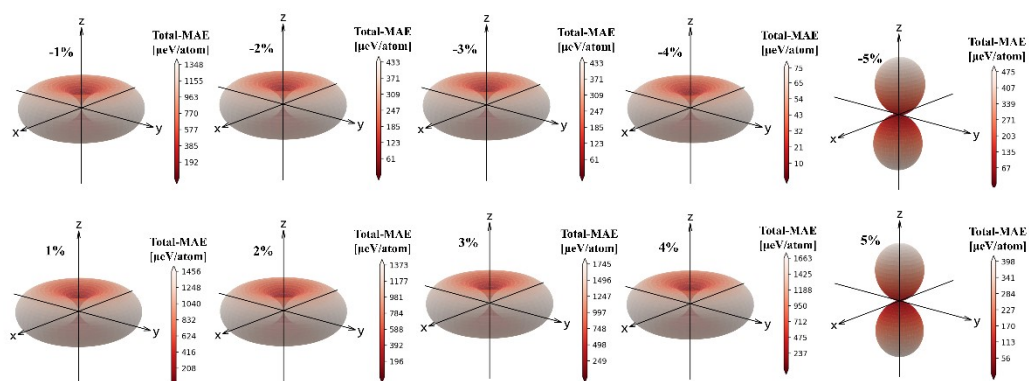 -1%
z
x
y
Total-MAE
[μeV/atom]
1348
1155
963
770
577
385
192
-2%
z
x
y
Total-MAE
[μeV/atom]
433
371
309
247
185
123
61
-3%
z
x
y
Total-MAE
[μeV/atom]
433
371
309
247
185
123
61
-4%
z
x
y
Total-MAE
[μeV/atom]
75
64
54
43
32
21
10
-5%
z
x
y
Total-MAE
[μeV/atom]
475
407
339
271
203
135
67
1%
z
x
y
Total-MAE
[μeV/atom]
1456
1248
1040
832
624
416
208
2%
z
x
y
Total-MAE
[μeV/atom]
1373
1177
981
784
588
392
196
3%
z
x
y
Total-MAE
[μeV/atom]
1745
1496
1247
997
748
498
249
4%
z
x
y
Total-MAE
[μeV/atom]
1663
1425
1188
950
712
475
237
5%
z
x
y
Total-MAE
[μeV/atom]
398
341
284
227
170
113
56